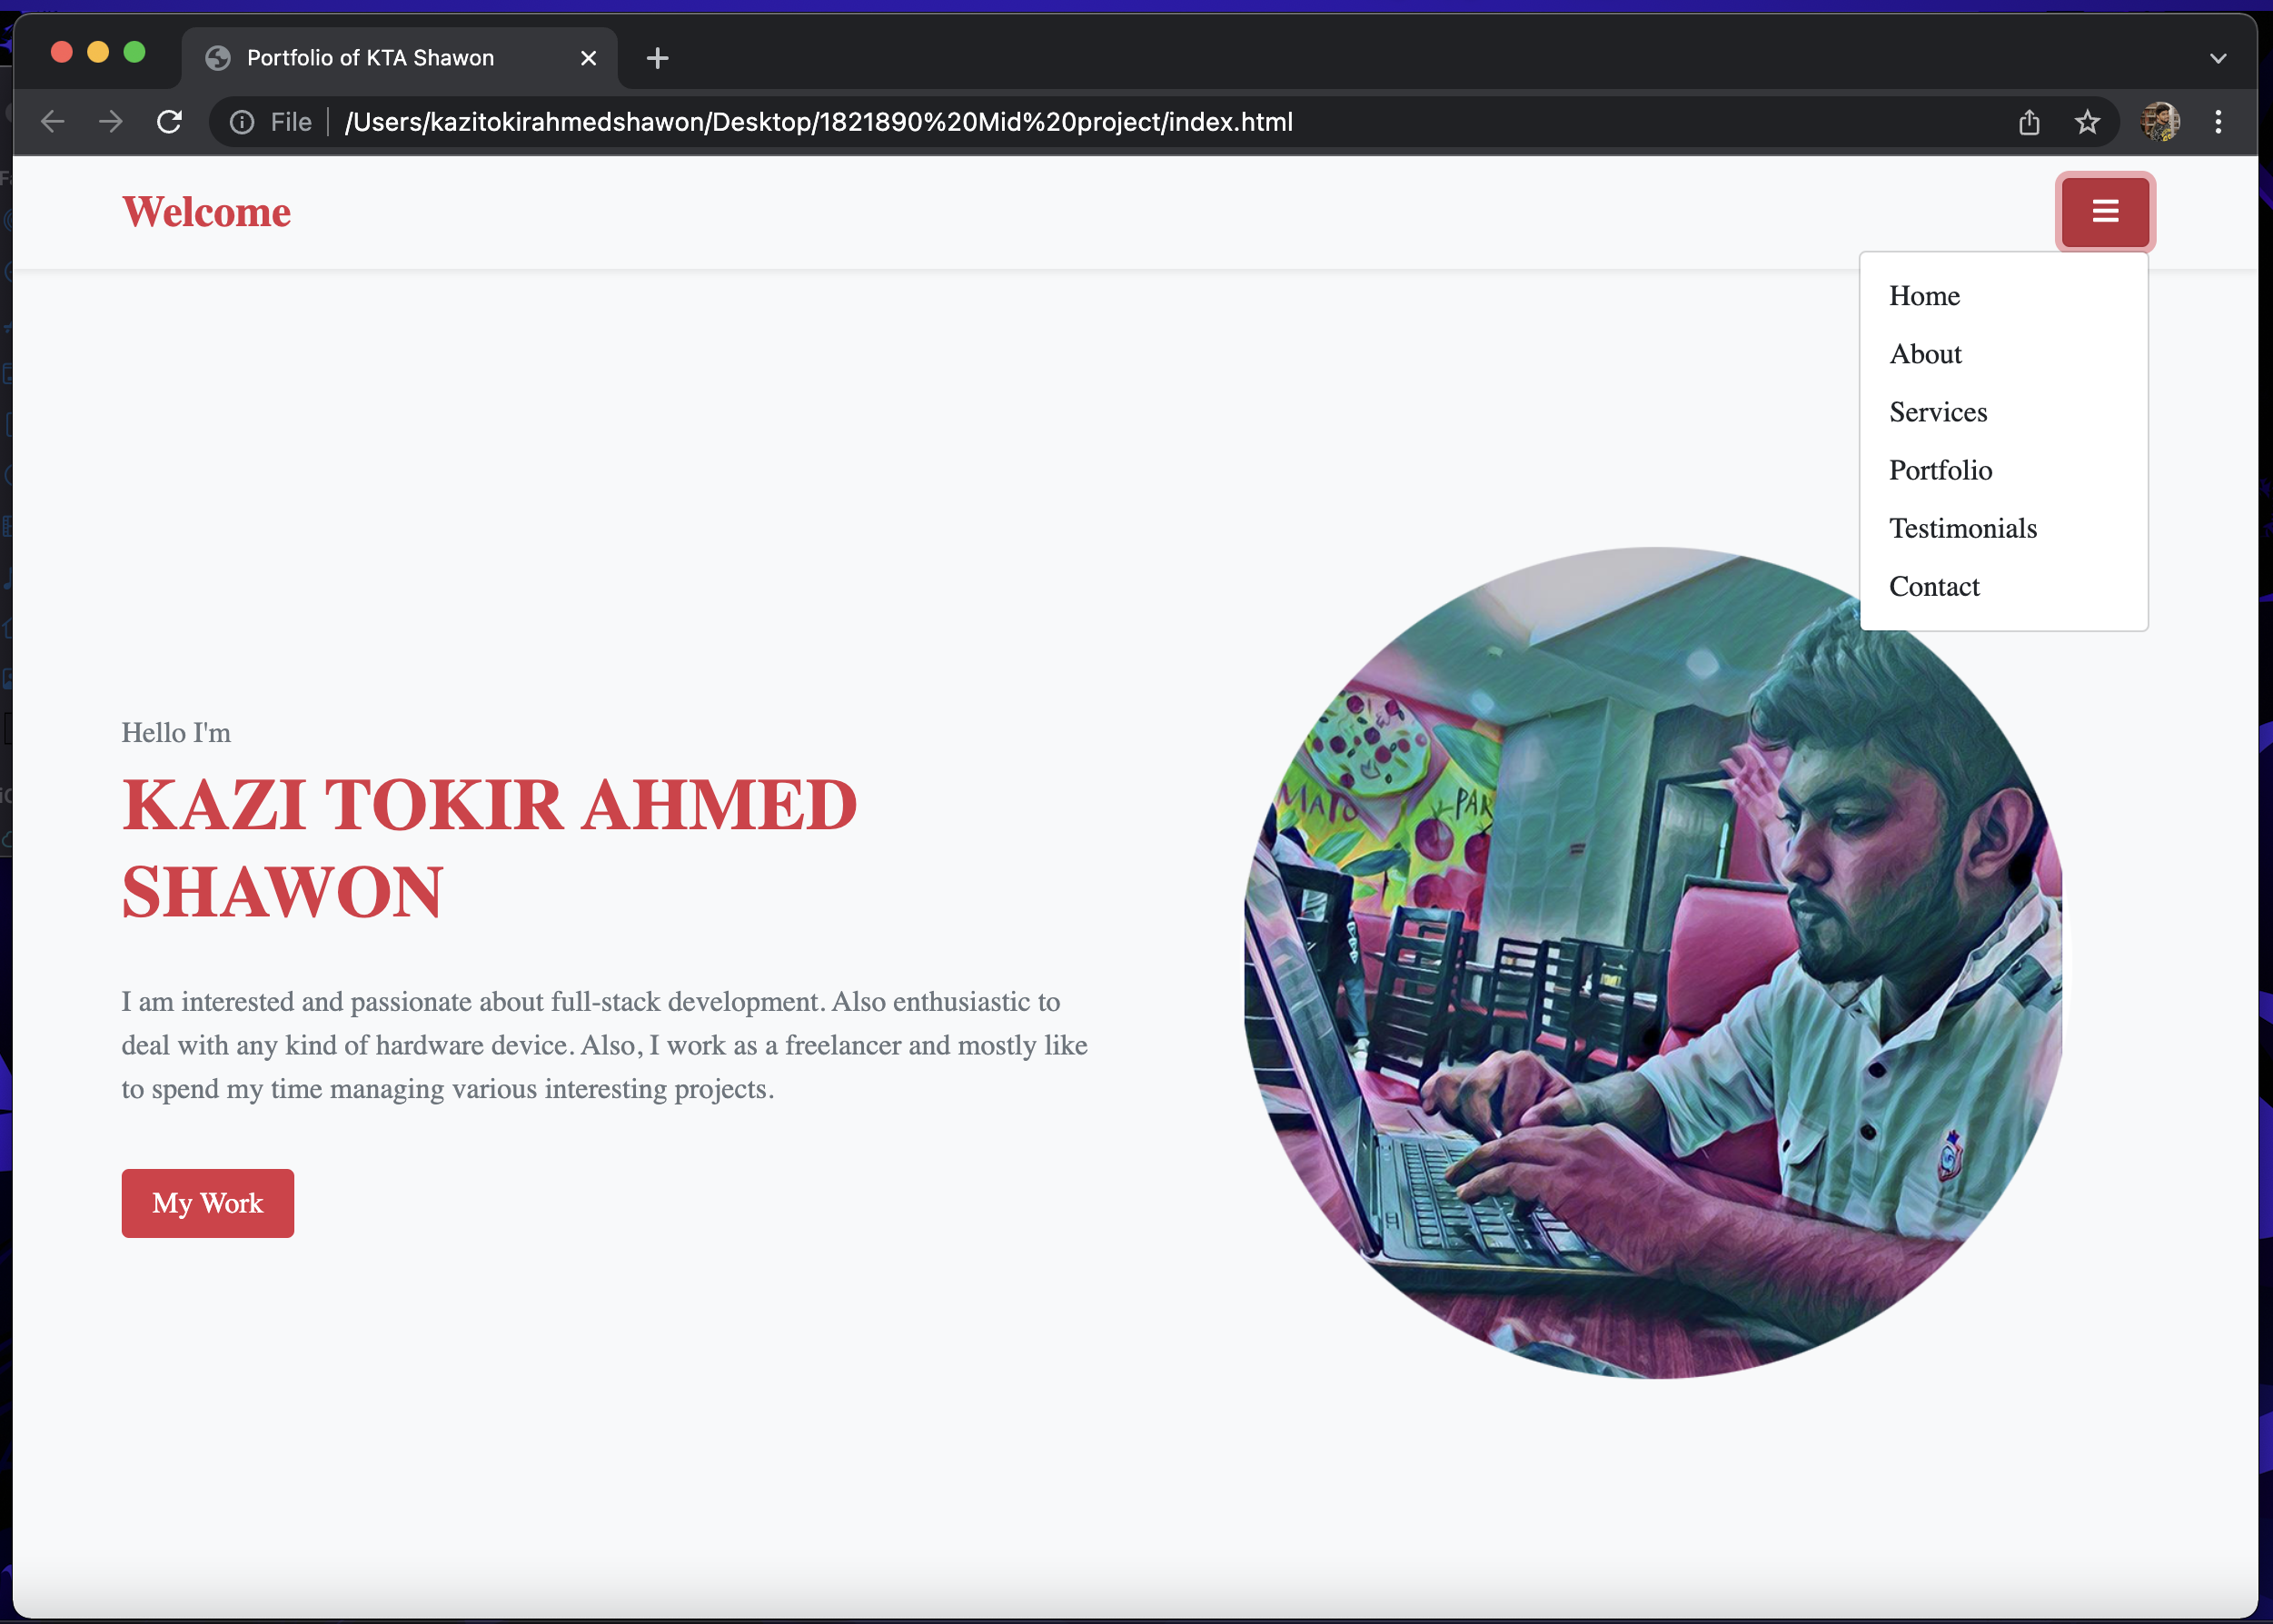 Portfolio of KTA Shawon
File
/Users/kazitokirahmedshawon/Desktop/1821890%20Mid%20project/index.html
Welcome
Home
About
Services
Portfolio
Testimonials
Contact
Hello I'm
KAZI TOKIR AHMED
SHAWON
I am interested and passionate about full-stack development. Also enthusiastic to
deal with any kind of hardware device. Also, I work as a freelancer and mostly like
to spend my time managing various interesting projects.
My Work